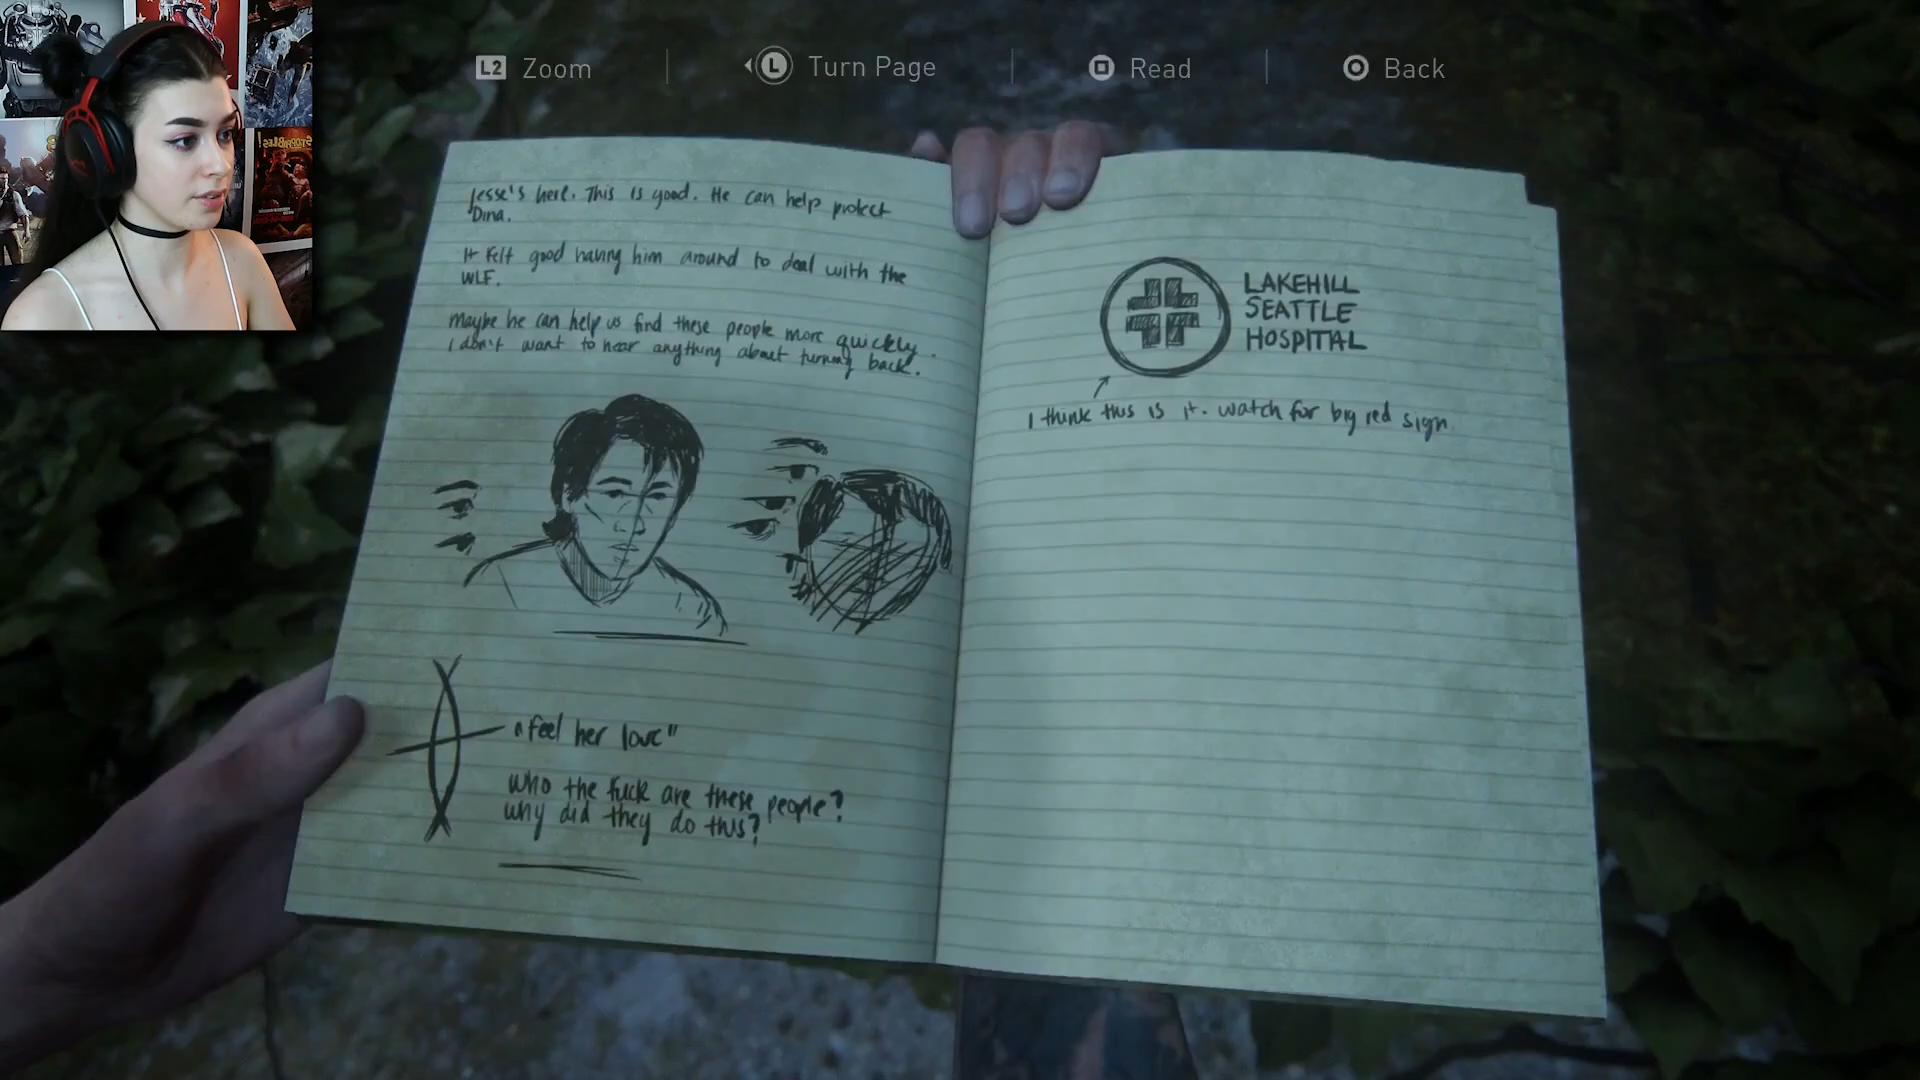 L2 Zoom
L Turn Page
Read
Back
Jesse's here. This is good. He can help protect
Dina.
It felt good having him around to deal with the
WLF.
Maybe he can help us find these people more quickly.
I don't want to hear anything about turning back.
"feel her love"
who the fuck are these people?
why did they do this?
LAKEHILL
SEATTLE
HOSPITAL
I think this is it. watch for big red sign.